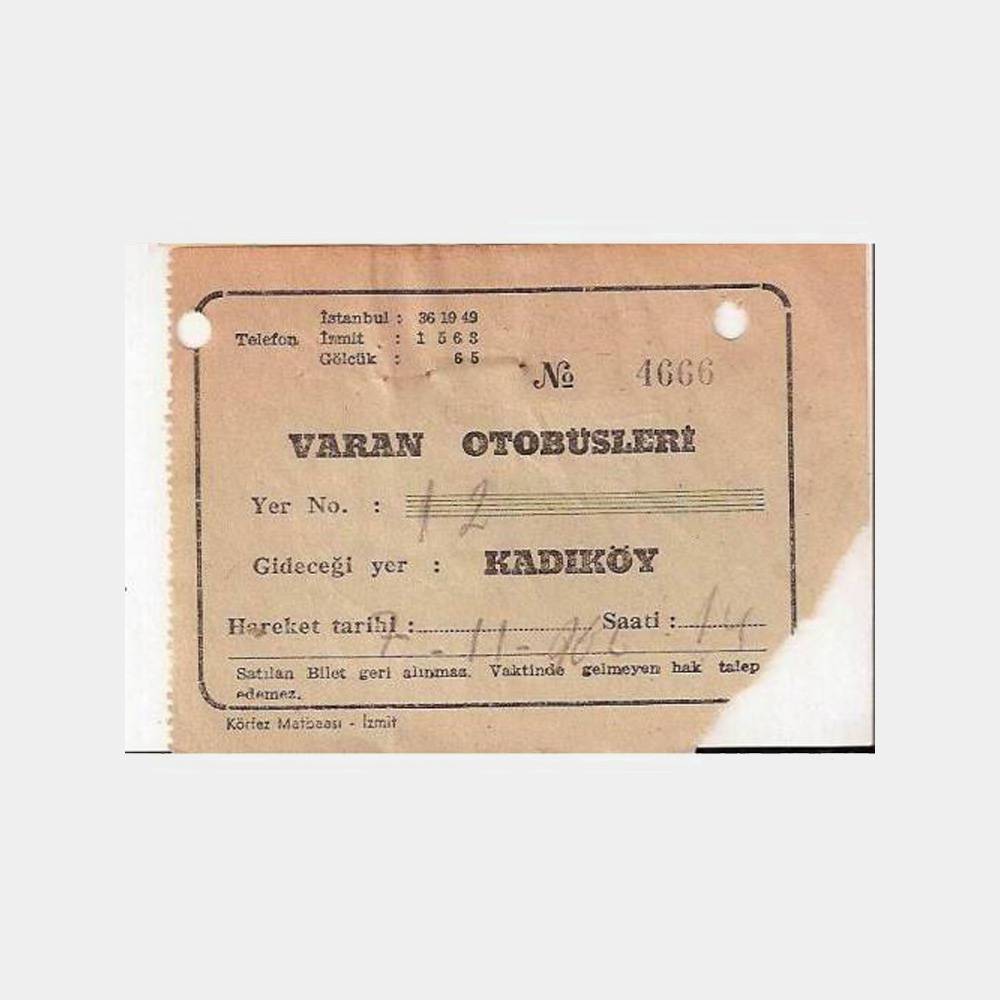 İstanbul : 36 19 49
Telefon İzmit : 1 5 6 3
Gölcük : 6 5
No 4666
VARAN OTOBÜSLERİ
Yer No. : 12
Gideceği yer : KADIKÖY
Hareket tarihi : 7 - 11 - Saati : 14
Satılan Bilet geri alınmaz. Vaktinde gelmeyen hak talep
edemez.
Körfez Matbaası - İzmit